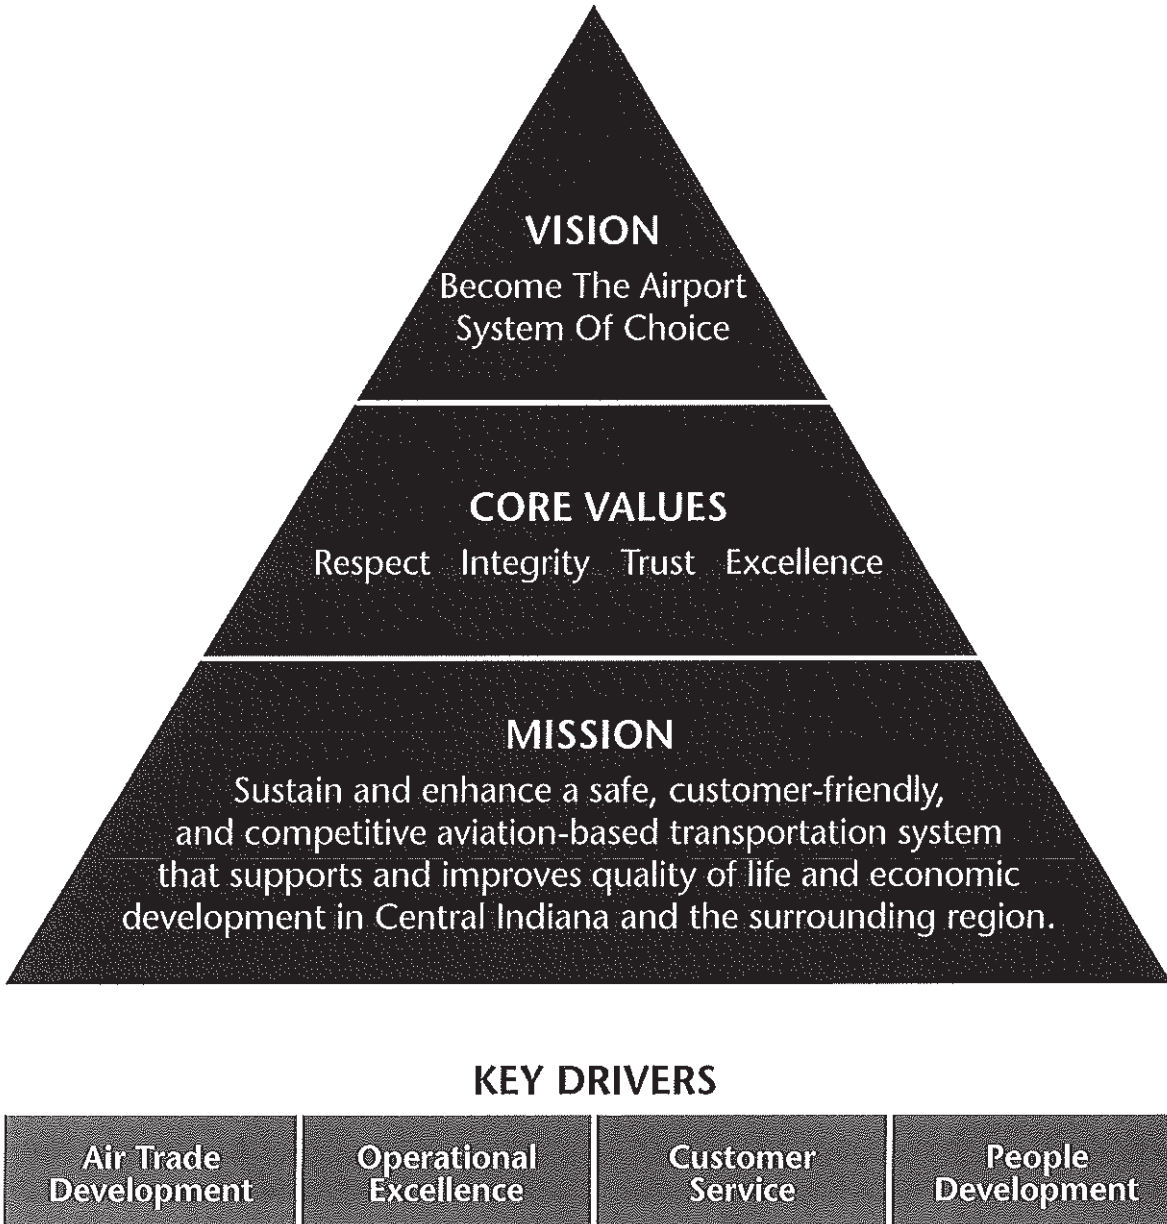 VISION
Become The Airport
System Of Choice
CORE VALUES
Respect Integrity Trust Excellence
MISSION
Sustain and enhance a safe, customer-friendly,
and competitive aviation-based transportation system
that supports and improves quality of life and economic
development in Central Indiana and the surrounding region.
KEY DRIVERS
Air Trade
Development
Operational
Excellence
Customer
Service
People
Development